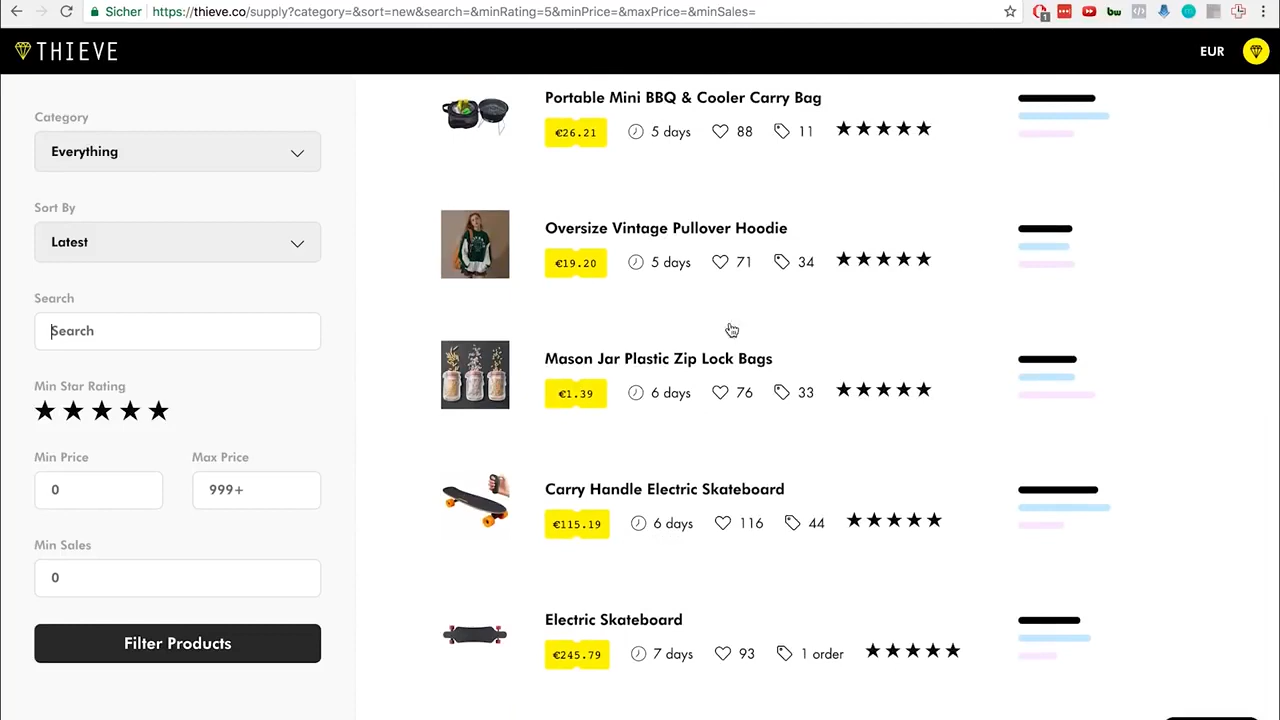 Sicher https://thieve.co/supply?category=&sort=new&search=&minRating=5&minPrice=&maxPrice=&minSales=
THIEVE
EUR
Category
Everything
Sort By
Latest
Search
Search
Min Star Rating
Min Price
Max Price
0
999+
Min Sales
0
Filter Products
Portable Mini BBQ & Cooler Carry Bag
€26.21 5 days 88 11
Oversize Vintage Pullover Hoodie
€19.20 5 days 71 34
Mason Jar Plastic Zip Lock Bags
€1.39 6 days 76 33
Carry Handle Electric Skateboard
€115.19 6 days 116 44
Electric Skateboard
€245.79 7 days 93 1 order